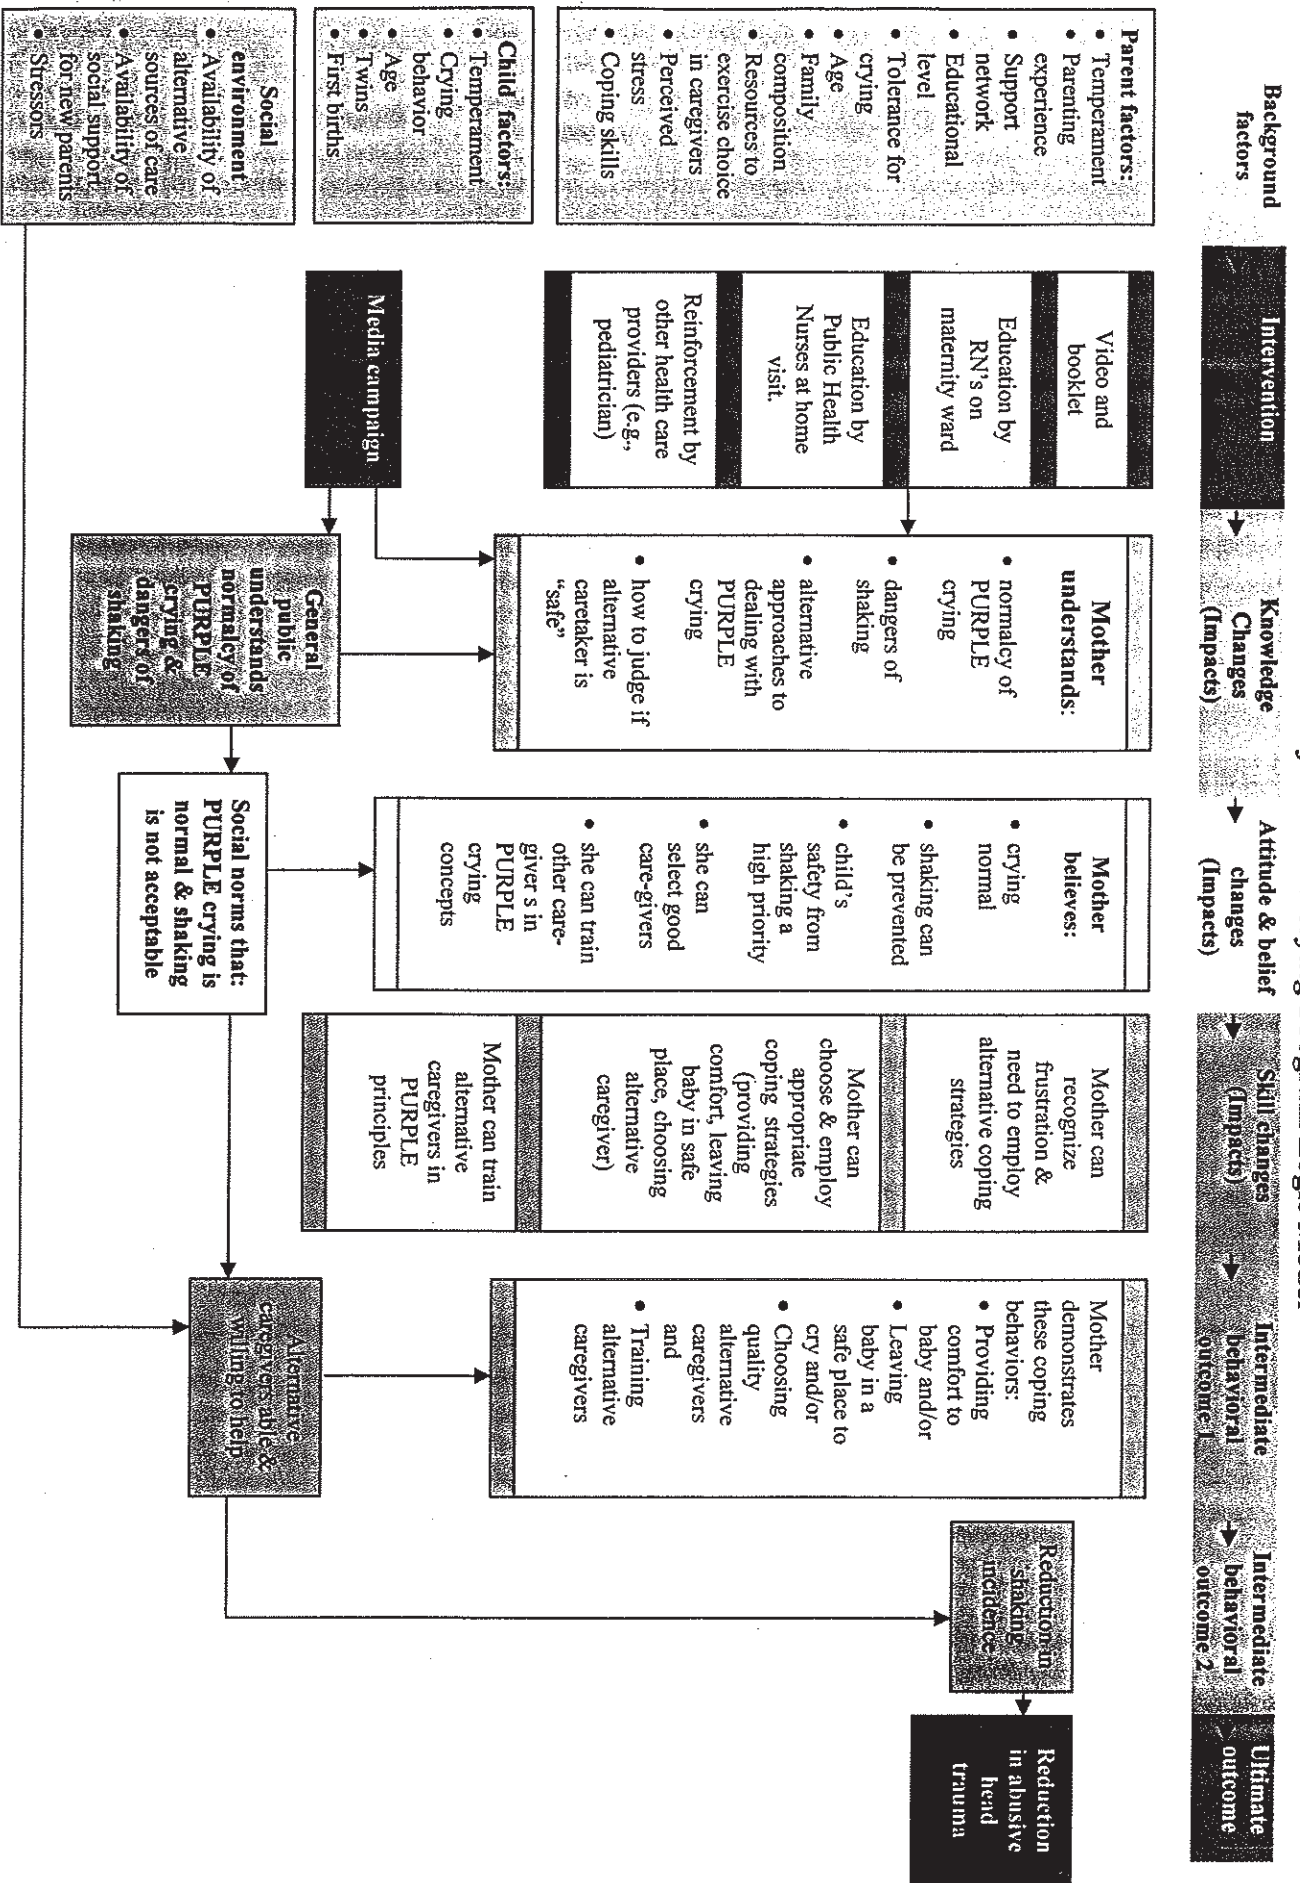 Background
factors
Intervention
Knowledge
Changes
(Impacts)
Attitude & belief
changes
(Impacts)
Skill changes
(Impacts)
Intermediate
behavioral
outcome 1
Intermediate
behavioral
outcome 2
Ultimate
outcome
Parent factors:
• Temperament
• Parenting
experience
• Support
network
• Educational
level
• Tolerance for
crying
• Age
• Family
composition
• Resources to
exercise choice
in caregivers
• Perceived
stress
• Coping skills
Child factors:
• Temperament
• Crying
behavior
• Age
• Twins
• First births
Social
environment
• Availability of
alternative
sources of care
• Availability of
social support
for new parents
• Stressors
Video and
booklet
Education by
RN's on
maternity ward
Education by
Public Health
Nurses at home
visit.
Reinforcement by
other health care
providers (e.g.,
pediatrician)
Media campaign
Mother
understands:
• normalcy of
PURPLE
crying
• dangers of
shaking
• alternative
approaches to
dealing with
PURPLE
crying
• how to judge if
alternative
caretaker is
“safe”
General
public
understands
normalcy of
PURPLE
crying &
dangers of
shaking
Mother
believes:
• crying
normal
• shaking can
be prevented
• child's
safety from
shaking a
high priority
• she can
select good
care-givers
• she can train
other care-
giver s in
PURPLE
crying
concepts
Social norms that:
PURPLE crying is
normal & shaking
is not acceptable
Mother can
recognize
frustration &
need to employ
alternative coping
strategies
Mother can
choose & employ
appropriate
coping strategies
(providing
comfort, leaving
baby in safe
place, choosing
alternative
caregiver)
Mother can train
alternative
caregivers in
PURPLE
principles
Mother
demonstrates
these coping
behaviors:
• Providing
comfort to
baby and/or
• Leaving
baby in a
safe place to
cry and/or
• Choosing
quality
alternative
caregivers
and
• Training
alternative
caregivers
Alternative
caregivers able &
willing to help
Reduction in
shaking
incidence
Reduction
in abusive
head
trauma